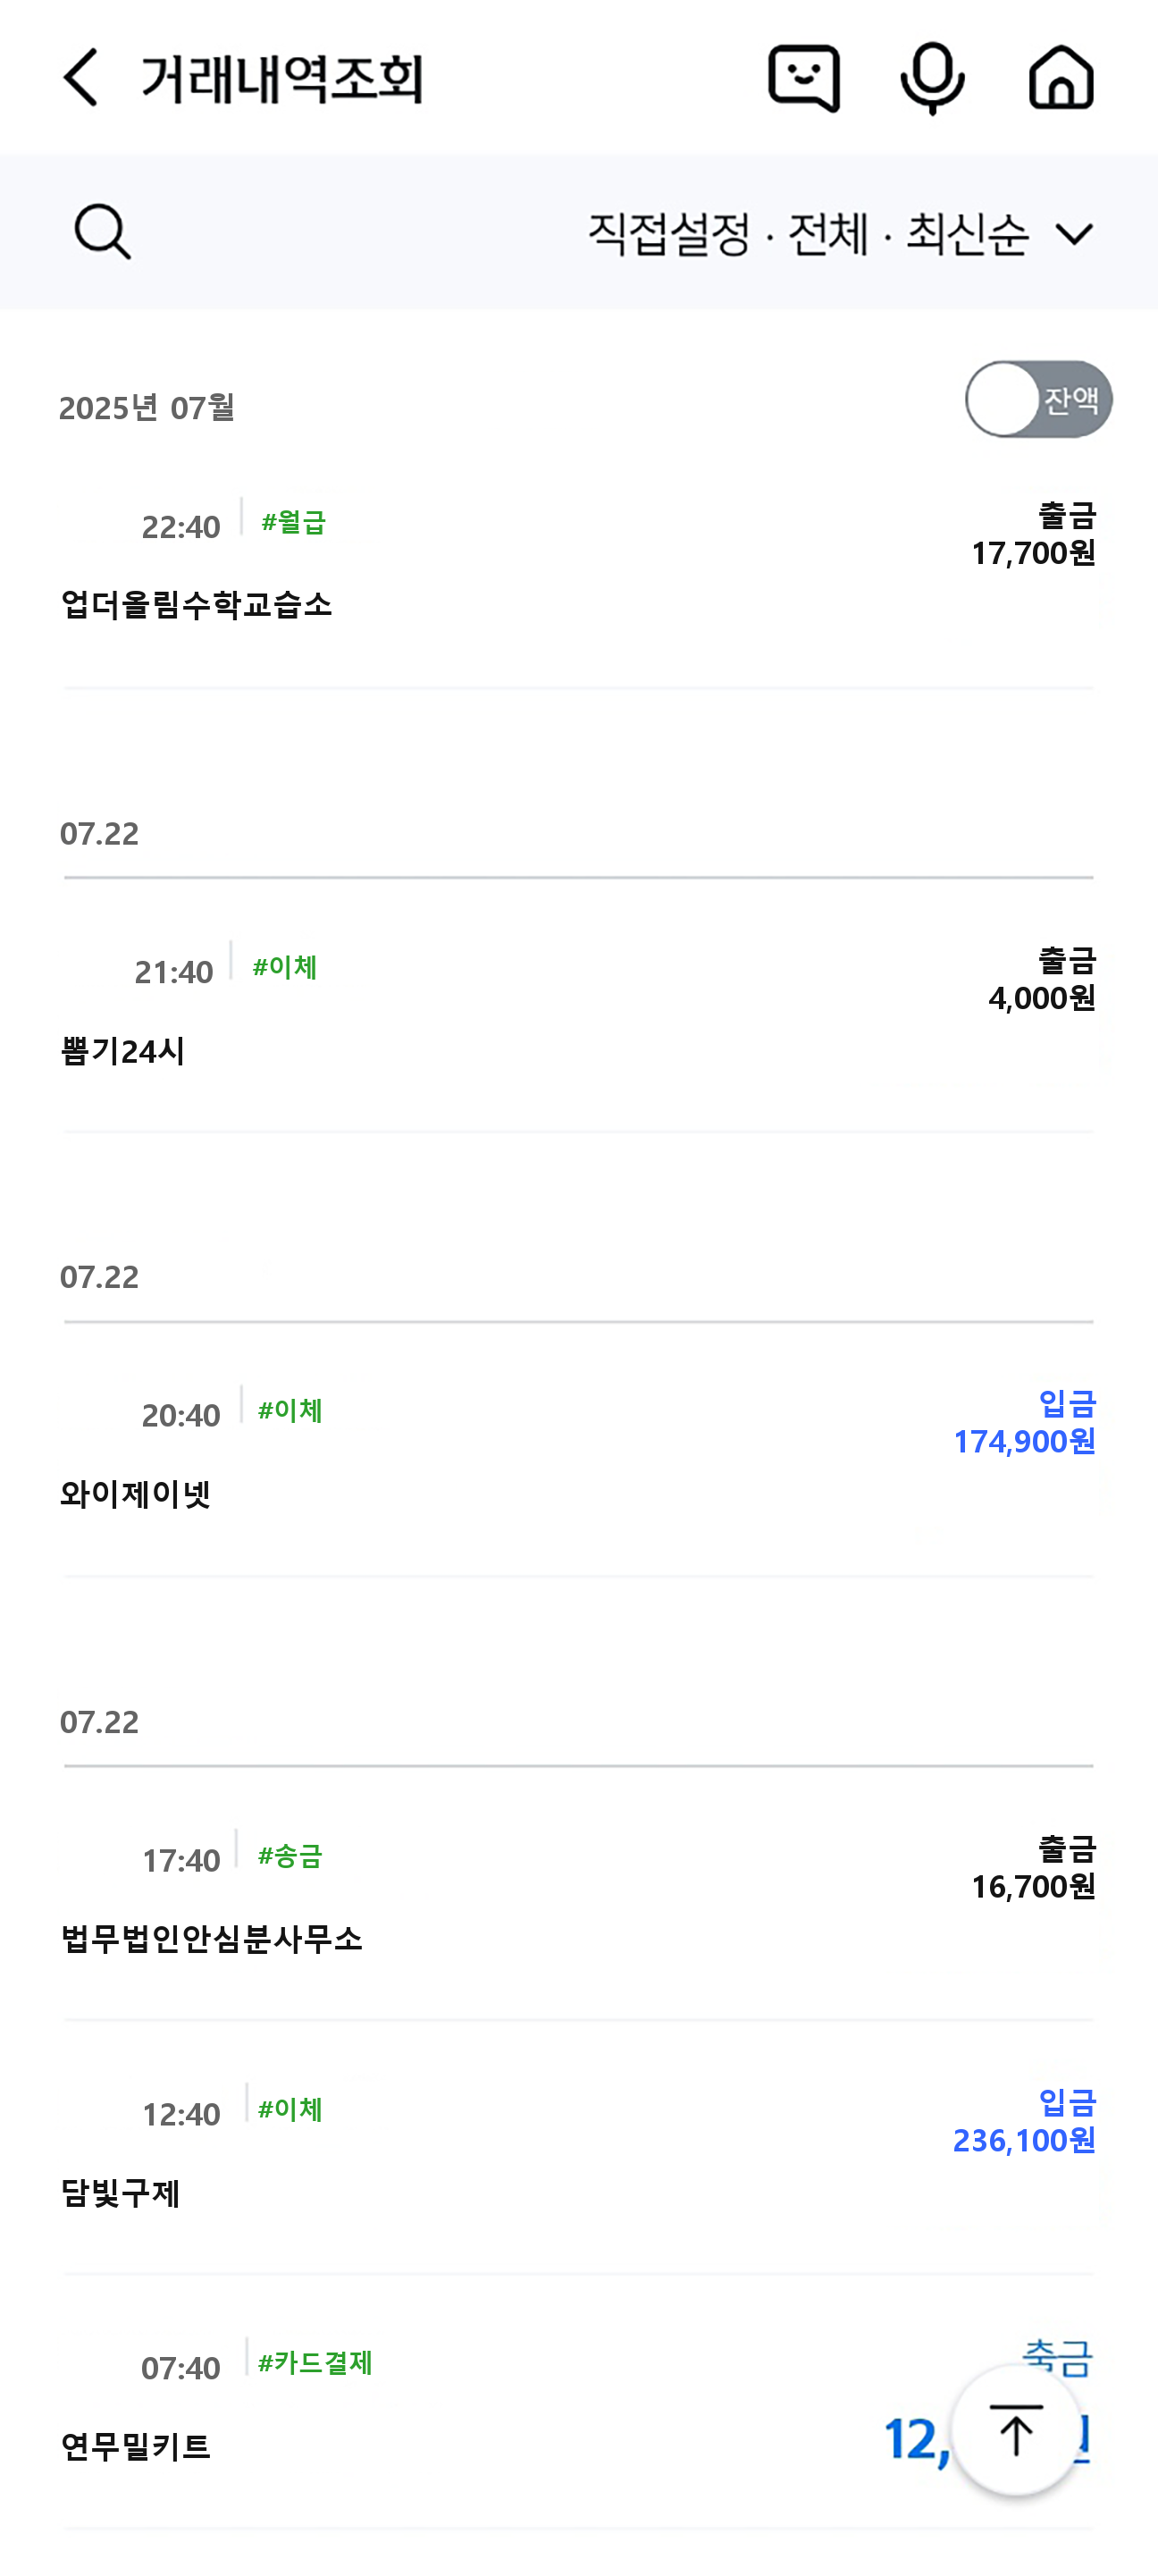 거래내역조회
직접설정 · 전체 · 최신순
2025년 07월
잔액
22:40 #월급 출금
17,700원
업더올림수학교습소
07.22
21:40 #이체 출금
4,000원
뽑기24시
07.22
20:40 #이체 입금
174,900원
와이제이넷
07.22
17:40 #송금 출금
16,700원
법무법인안심분사무소
12:40 #이체 입금
236,100원
담빛구제
07:40 #카드결제
12,
연무밀키트